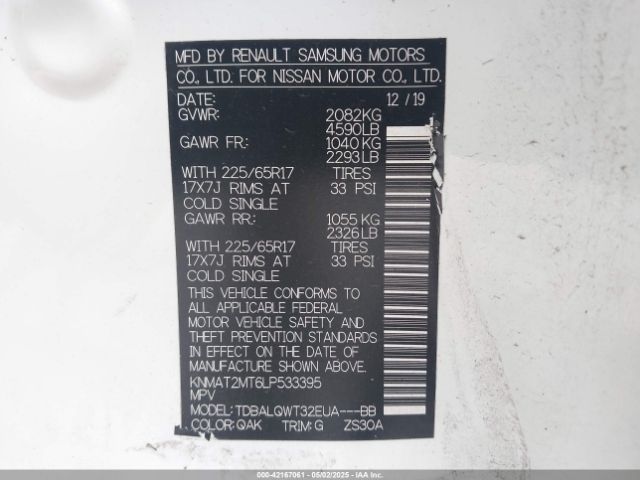 MFD BY RENAULT SAMSUNG MOTORS
CO., LTD. FOR NISSAN MOTOR CO., LTD.
DATE: 12 / 19
GVWR: 2082KG
4590LB
GAWR FR: 1040 KG
2293LB
WITH 225/65R17 TIRES
17X7J RIMS AT 33 PSI
COLD SINGLE
GAWR RR: 1055 KG
2326LB
WITH 225/65R17 TIRES
17X7J RIMS AT 33 PSI
COLD SINGLE
THIS VEHICLE CONFORMS TO
ALL APPLICABLE FEDERAL
MOTOR VEHICLE SAFETY AND
THEFT PREVENTION STANDARDS
IN EFFECT ON THE DATE OF
MANUFACTURE SHOWN ABOVE.
KNMAT2MT6LP533395
MPV
MODEL: TDBALQWT32EUA---BB
COLOR: QAK TRIM: G ZS30A
000-42167061 - 05/02/2025 - IAAI.COM